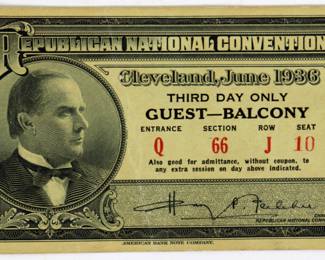 REPUBLICAN NATIONAL CONVENTION
Cleveland, June 1936
THIRD DAY ONLY
GUEST—BALCONY
ENTRANCE SECTION ROW SEAT
Q 66 J 10
Also good for admittance, without coupon, to
any extra session on day above indicated.
REPUBLICAN NATIONAL
AMERICAN BANK NOTE COMPANY.